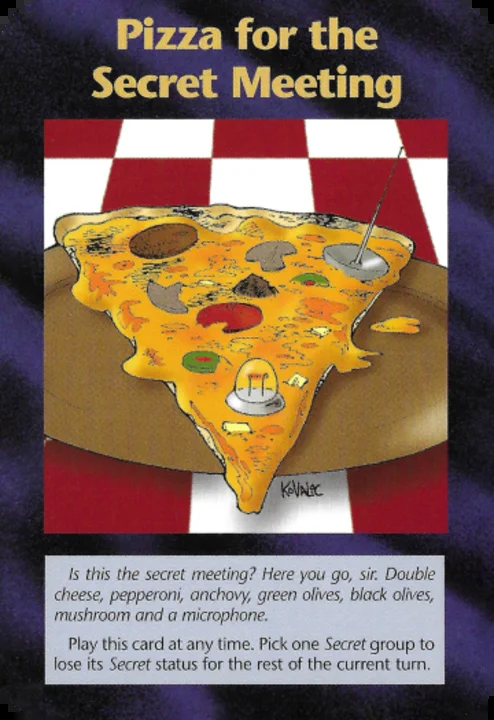 Pizza for the
Secret Meeting
KOVALIC
Is this the secret meeting? Here you go, sir. Double
cheese, pepperoni, anchovy, green olives, black olives,
mushroom and a microphone.
Play this card at any time. Pick one Secret group to
lose its Secret status for the rest of the current turn.